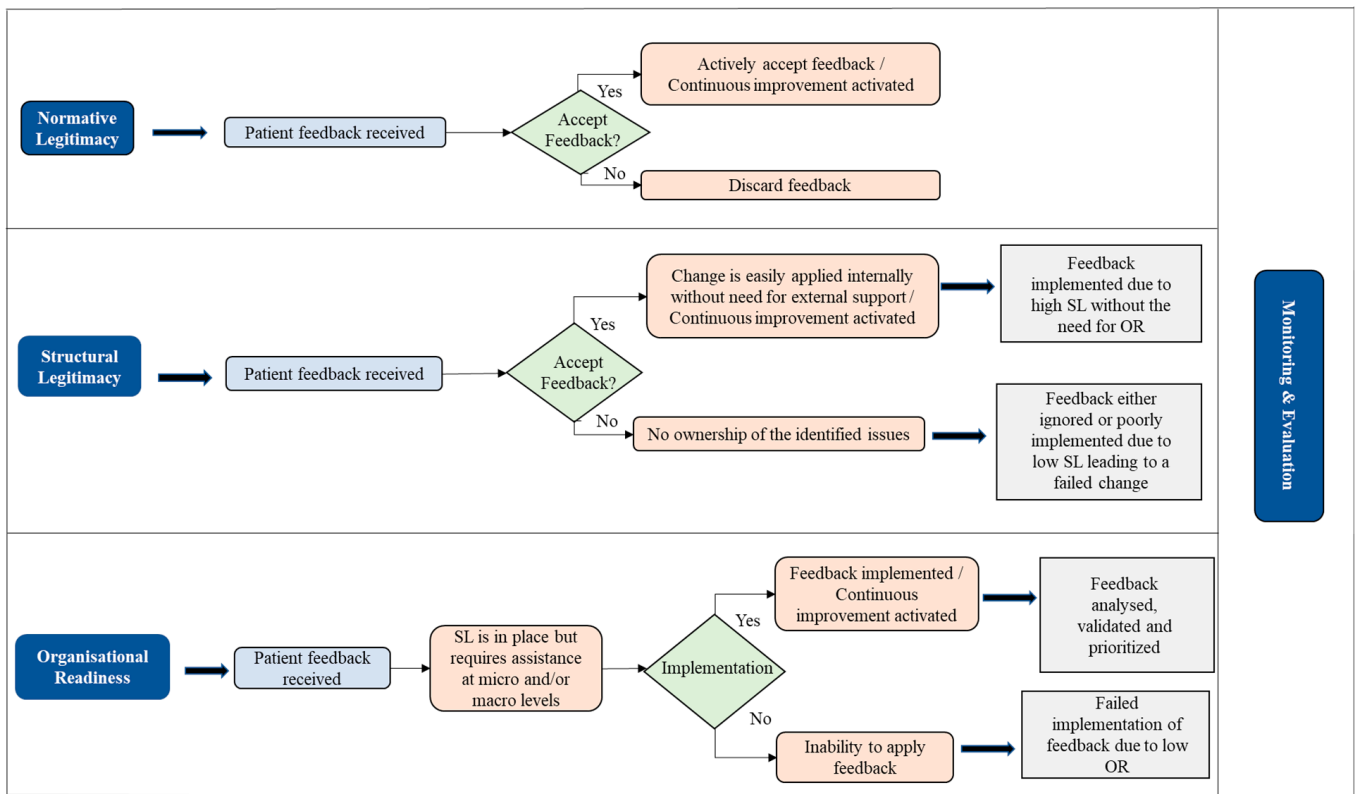 Normative
Legitimacy
Patient feedback received
Accept
Feedback?
Yes
Actively accept feedback /
Continuous improvement activated
No
Discard feedback
Structural
Legitimacy
Patient feedback received
Accept
Feedback?
Yes
Change is easily applied internally
without need for external support /
Continuous improvement activated
Feedback
implemented due to
high SL without the
need for OR
No
No ownership of the identified issues
Feedback either
ignored or poorly
implemented due to
low SL leading to a
failed change
Organisational
Readiness
Patient feedback
received
SL is in place but
requires assistance
at micro and/or
macro levels
Implementation
Yes
Feedback implemented /
Continuous
improvement activated
Feedback
analysed,
validated and
prioritized
No
Inability to apply
feedback
Failed
implementation of
feedback due to low
OR
Monitoring & Evaluation